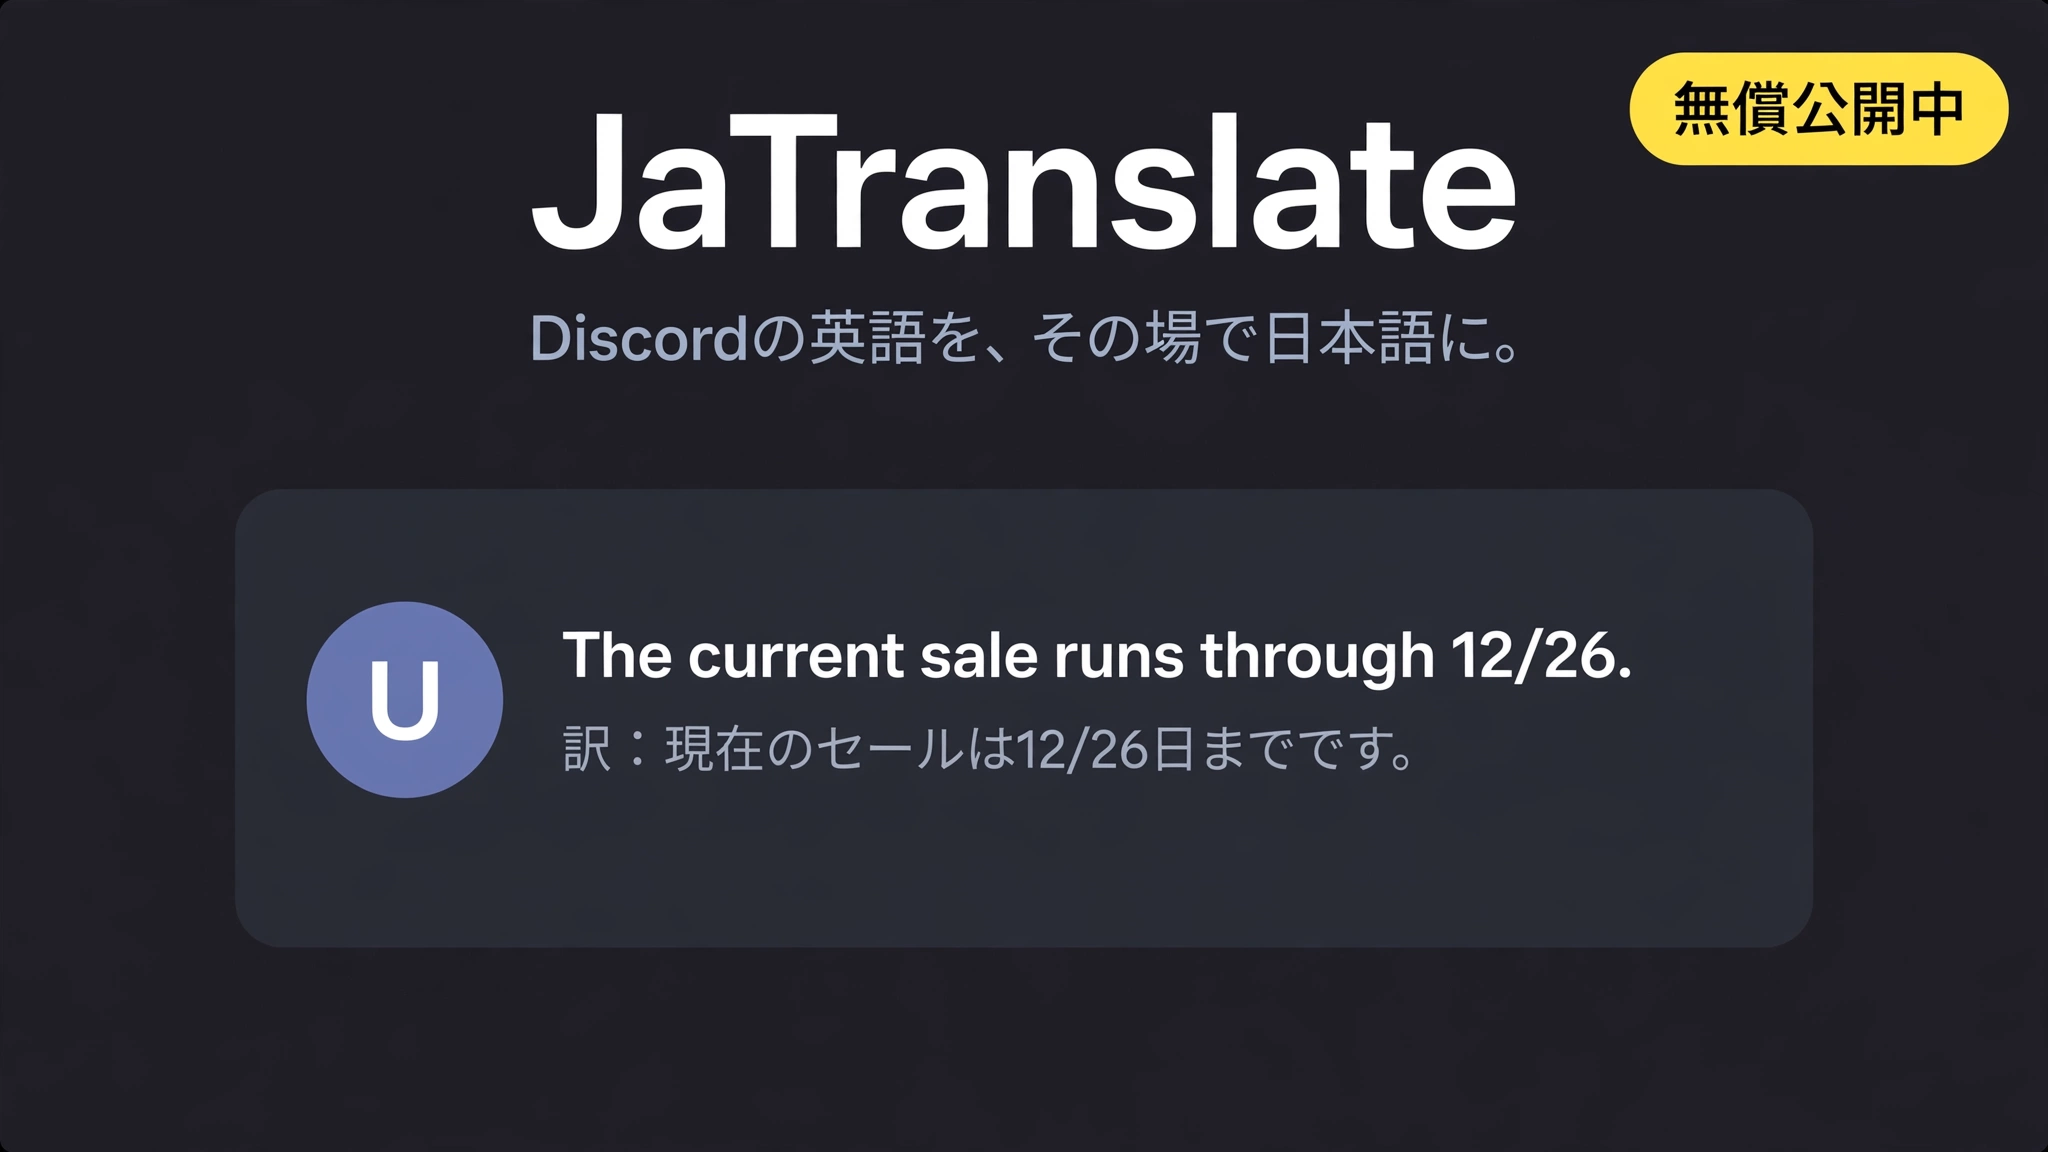 無償公開中
JaTranslate
Discordの英語を、その場で日本語に。
U
The current sale runs through 12/26.
訳：現在のセールは12/26日までです。